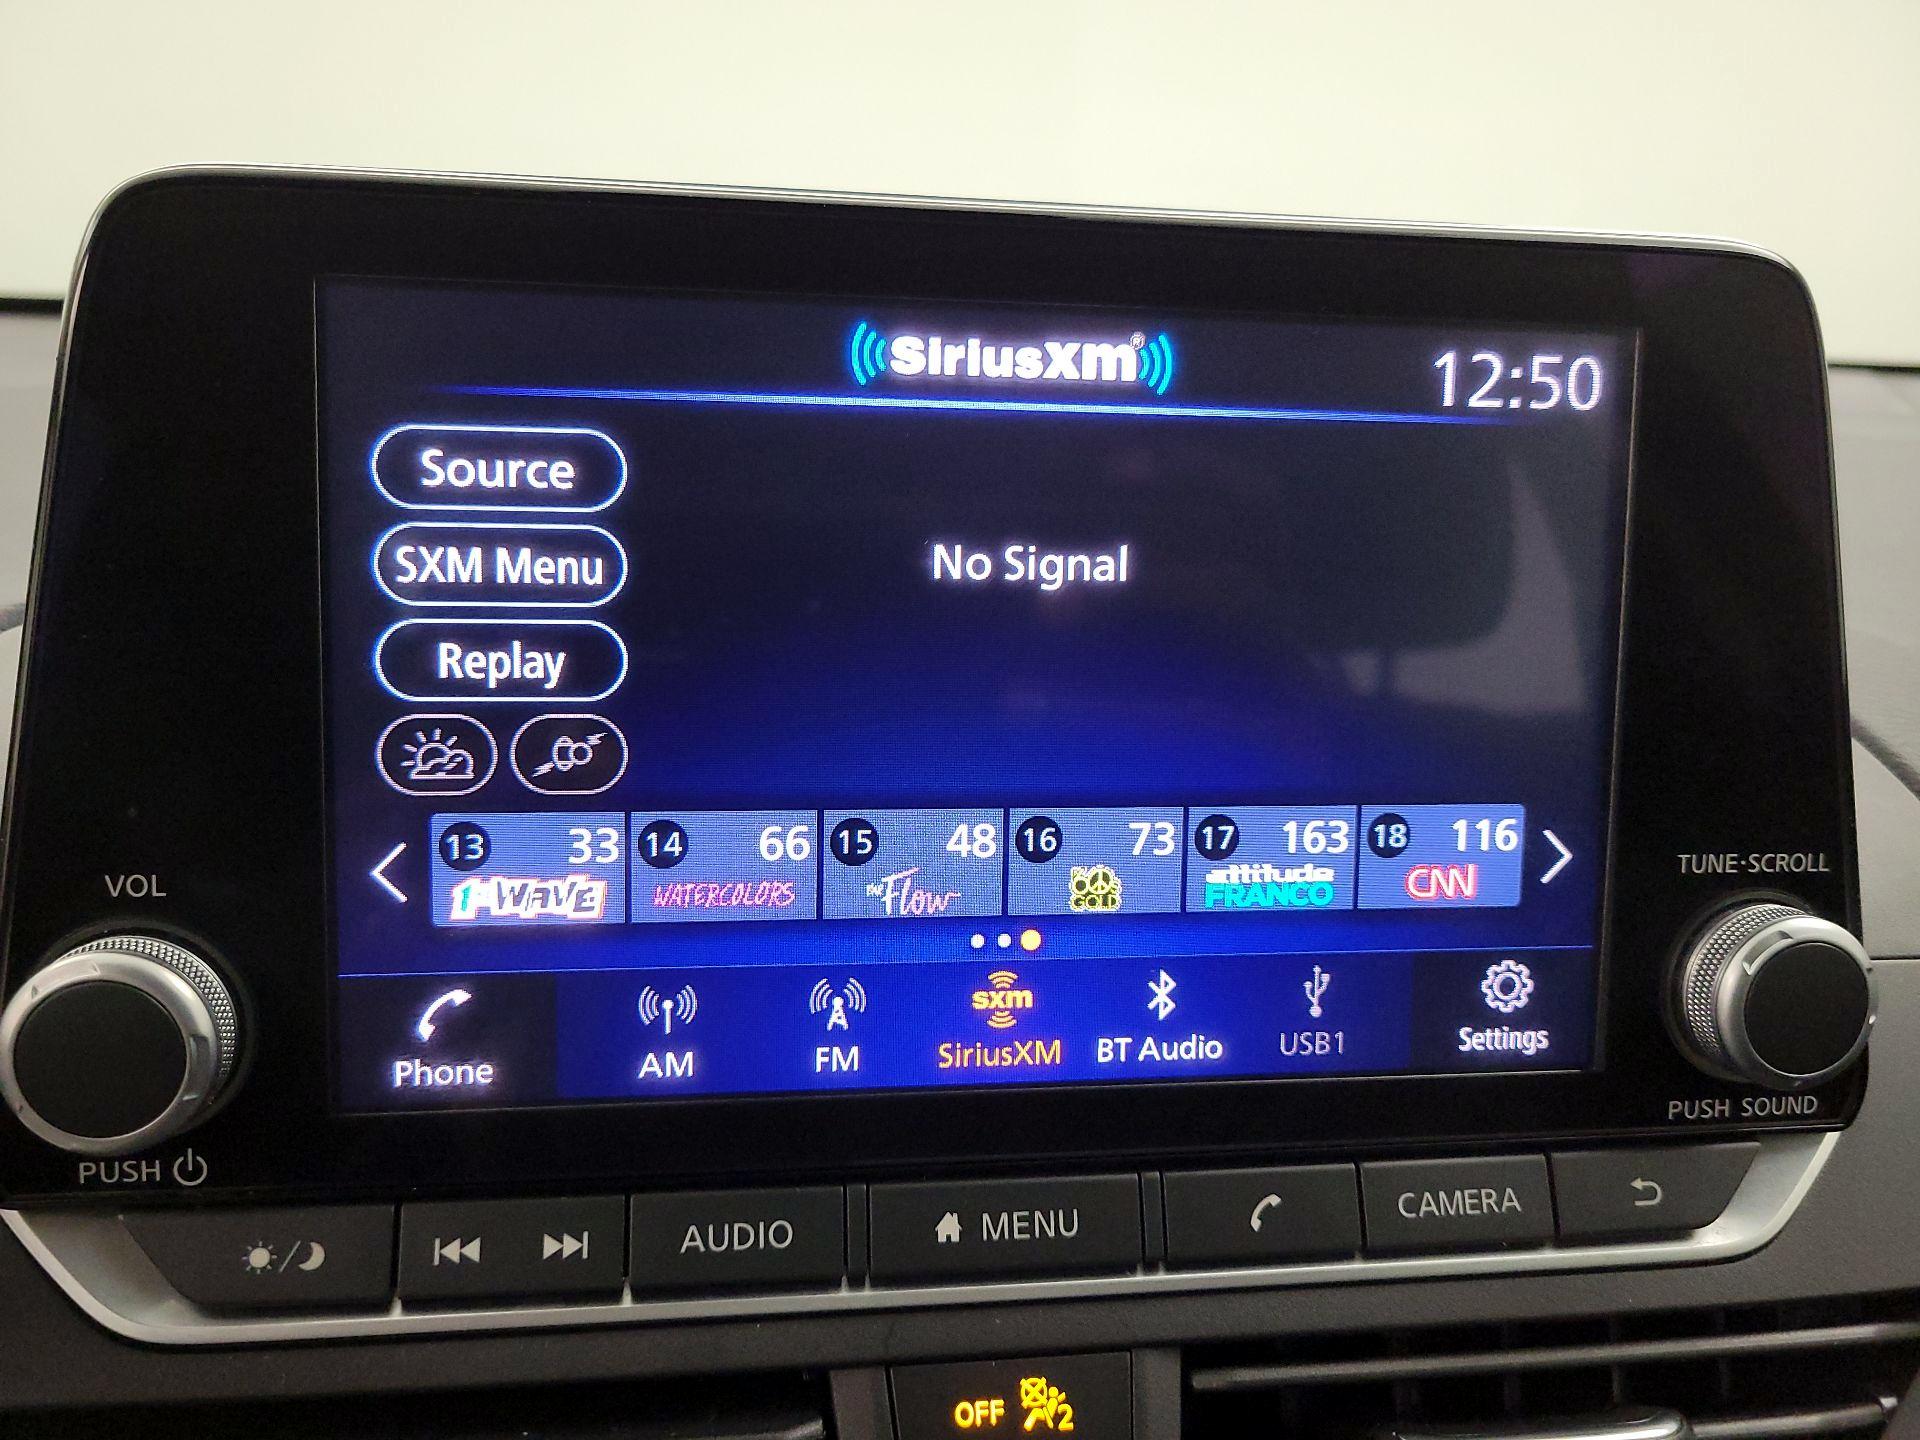 SiriusXM®
12:50
Source
SXM Menu
No Signal
Replay
13 33 14 66 15 48 16 73 17 163 18 116
1st WAVE WATERCOLORS THE Flow 60s GOLD attitude FRANCO CNN
VOL
TUNE·SCROLL
sxm
Phone AM FM SiriusXM BT Audio USB1 Settings
PUSH
PUSH SOUND
AUDIO MENU CAMERA
OFF 2